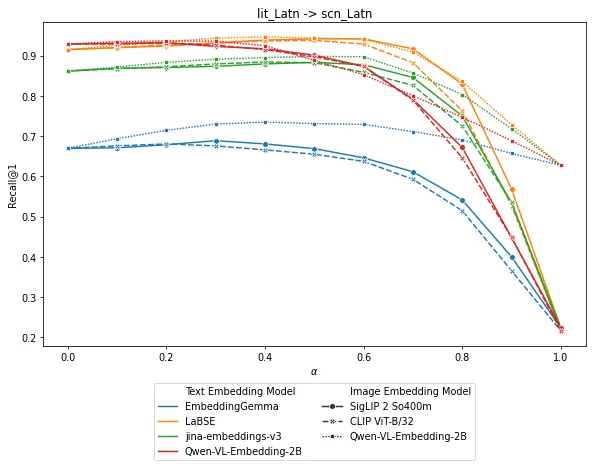 lit_Latn -> scn_Latn
Recall@1
0.9
0.8
0.7
0.6
0.5
0.4
0.3
0.2
0.0 0.2 0.4 0.6 0.8 1.0
α
Text Embedding Model Image Embedding Model
EmbeddingGemma SigLIP 2 So400m
LaBSE CLIP ViT-B/32
jina-embeddings-v3 Qwen-VL-Embedding-2B
Qwen-VL-Embedding-2B